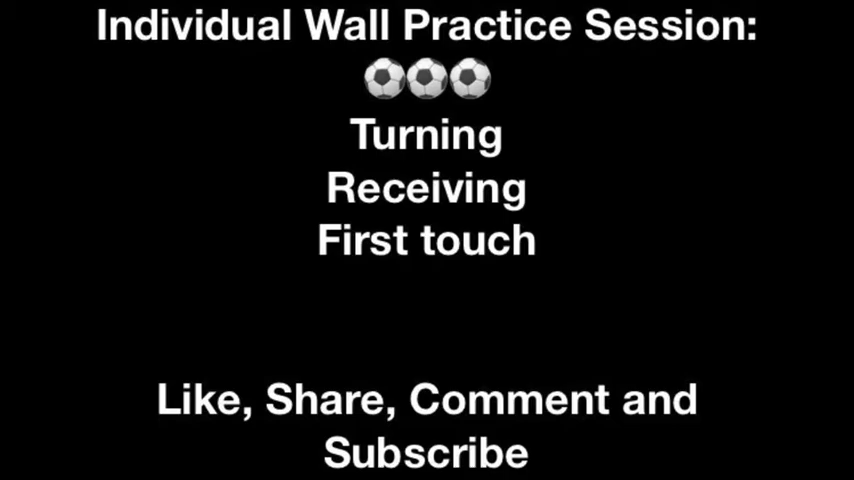 Individual Wall Practice Session:
⚽⚽⚽
Turning
Receiving
First touch
Like, Share, Comment and
Subscribe